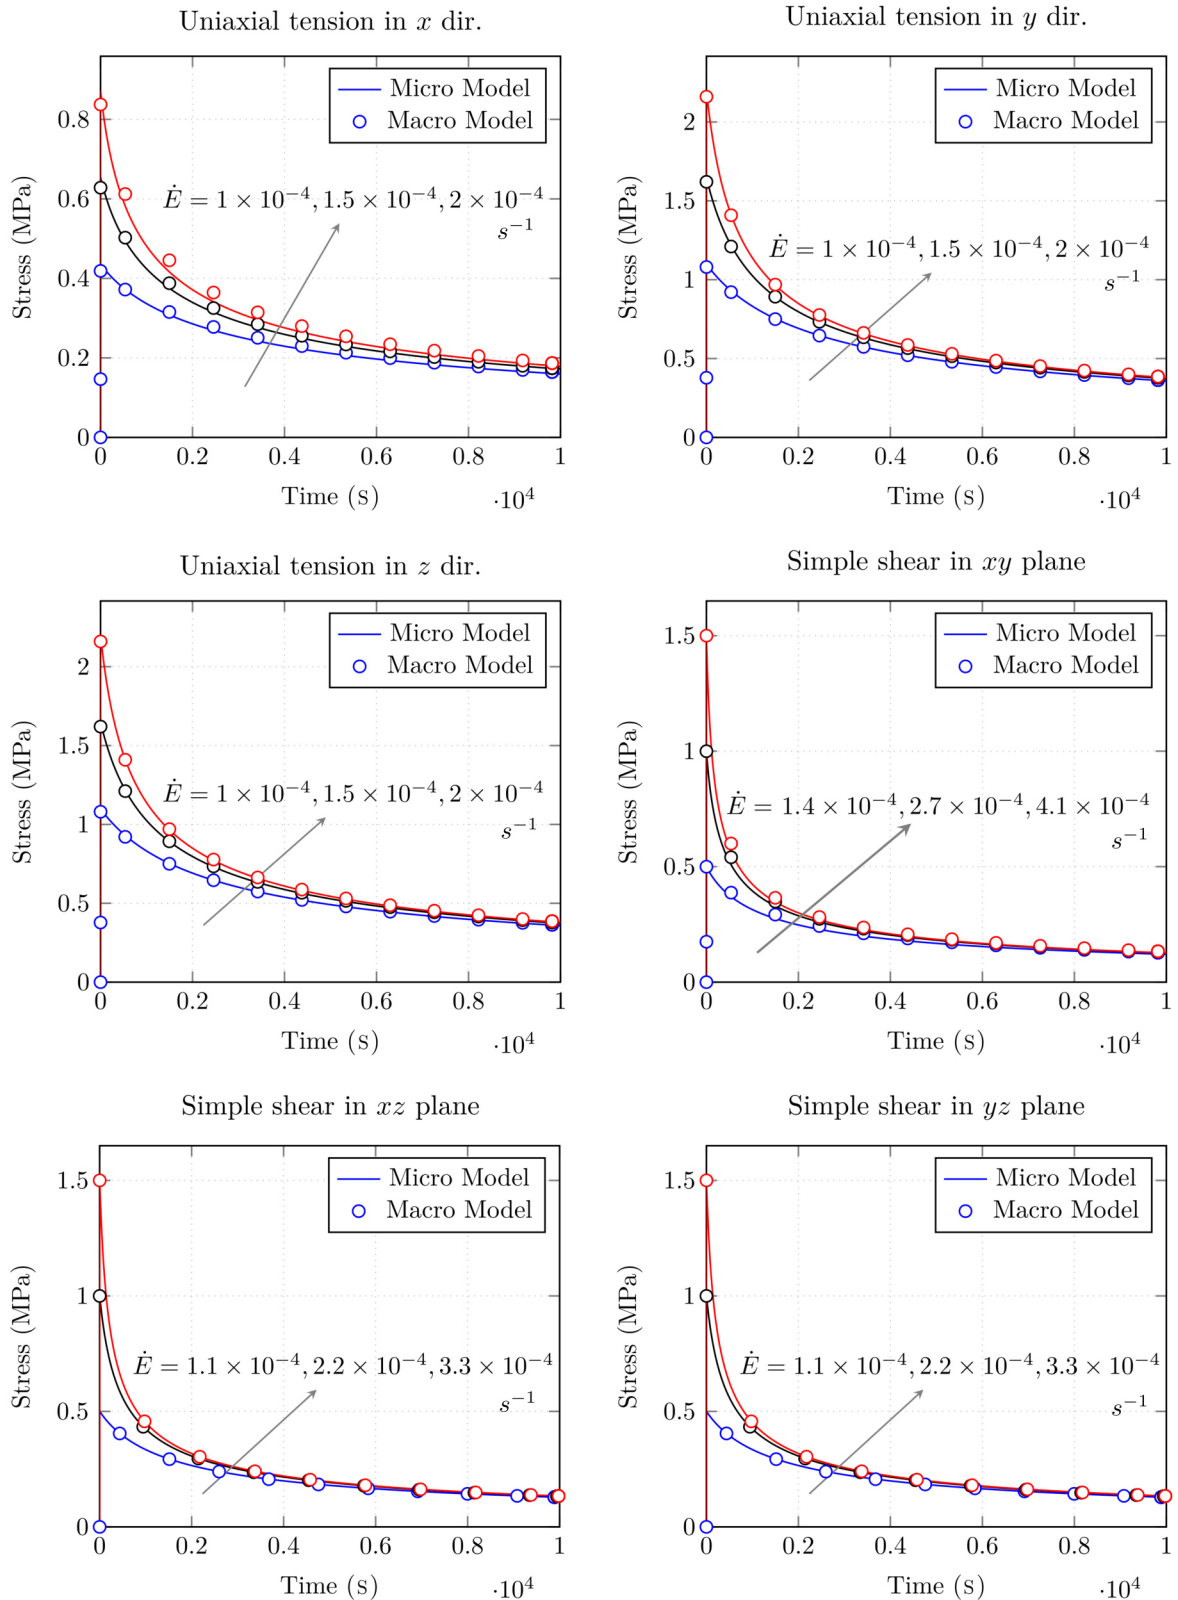 Uniaxial tension in x dir.
Micro Model
Macro Model
Ė = 1 × 10⁻⁴, 1.5 × 10⁻⁴, 2 × 10⁻⁴
s⁻¹
Stress (MPa)
0.8
0.6
0.4
0.2
0
0 0.2 0.4 0.6 0.8 1
Time (s)
·10⁴
Uniaxial tension in y dir.
Micro Model
Macro Model
Ė = 1 × 10⁻⁴, 1.5 × 10⁻⁴, 2 × 10⁻⁴
s⁻¹
Stress (MPa)
2
1.5
1
0.5
0
0 0.2 0.4 0.6 0.8 1
Time (s)
·10⁴
Uniaxial tension in z dir.
Micro Model
Macro Model
Ė = 1 × 10⁻⁴, 1.5 × 10⁻⁴, 2 × 10⁻⁴
s⁻¹
Stress (MPa)
2
1.5
1
0.5
0
0 0.2 0.4 0.6 0.8 1
Time (s)
·10⁴
Simple shear in xy plane
Micro Model
Macro Model
Ė = 1.4 × 10⁻⁴, 2.7 × 10⁻⁴, 4.1 × 10⁻⁴
s⁻¹
Stress (MPa)
1.5
1
0.5
0
0 0.2 0.4 0.6 0.8 1
Time (s)
·10⁴
Simple shear in xz plane
Micro Model
Macro Model
Ė = 1.1 × 10⁻⁴, 2.2 × 10⁻⁴, 3.3 × 10⁻⁴
s⁻¹
Stress (MPa)
1.5
1
0.5
0
0 0.2 0.4 0.6 0.8 1
Time (s)
·10⁴
Simple shear in yz plane
Micro Model
Macro Model
Ė = 1.1 × 10⁻⁴, 2.2 × 10⁻⁴, 3.3 × 10⁻⁴
s⁻¹
Stress (MPa)
1.5
1
0.5
0
0 0.2 0.4 0.6 0.8 1
Time (s)
·10⁴